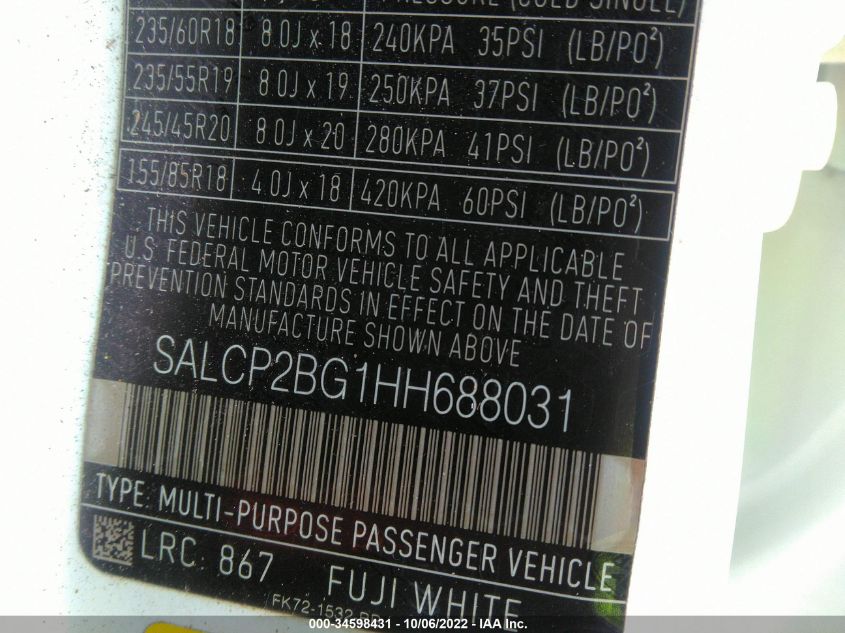 (COLD SINGLE)
235/60R18 8.0J x 18 240KPA 35PSI (LB/PO²)
235/55R19 8.0J x 19 250KPA 37PSI (LB/PO²)
245/45R20 8.0J x 20 280KPA 41PSI (LB/PO²)
155/85R18 4.0J x 18 420KPA 60PSI (LB/PO²)
THIS VEHICLE CONFORMS TO ALL APPLICABLE
U.S FEDERAL MOTOR VEHICLE SAFETY AND THEFT
PREVENTION STANDARDS IN EFFECT ON THE DATE OF
MANUFACTURE SHOWN ABOVE
SALCP2BG1HH688031
TYPE MULTI-PURPOSE PASSENGER VEHICLE
LRC 867 FUJI WHITE
FK72-1532
000-34598431 - 10/06/2022 - IAA Inc.